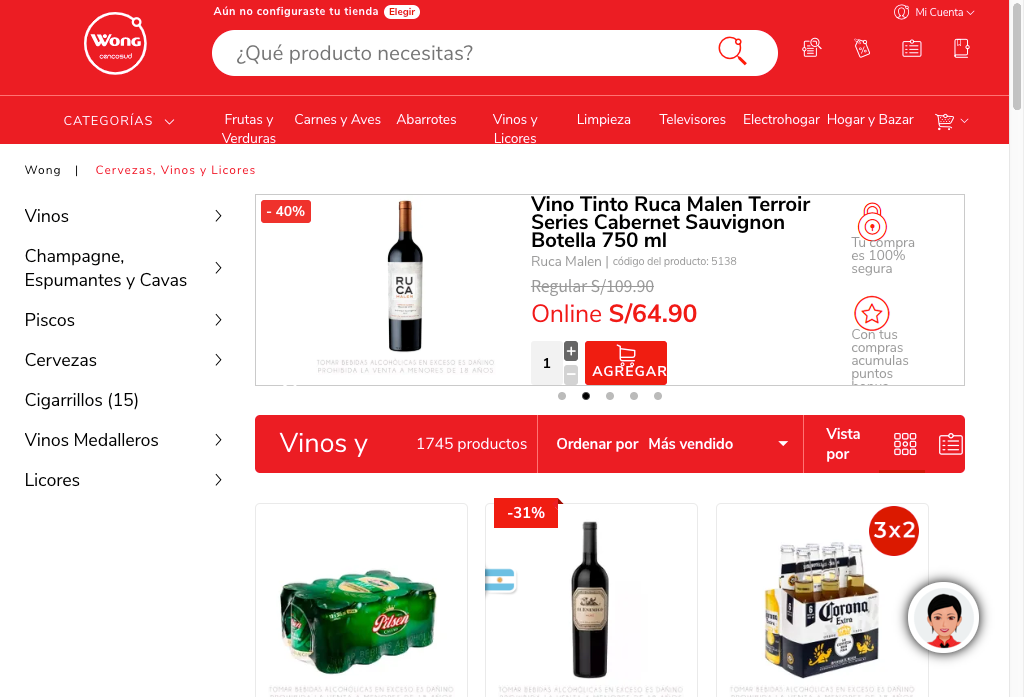 Aún no configuraste tu tienda Elegir
Mi Cuenta
Wong
cencosud
¿Qué producto necesitas?
CATEGORÍAS
Frutas y Verduras
Carnes y Aves
Abarrotes
Vinos y Licores
Limpieza
Televisores
Electrohogar
Hogar y Bazar
Wong | Cervezas, Vinos y Licores
Vinos
Champagne,
Espumantes y Cavas
Piscos
Cervezas
Cigarrillos (15)
Vinos Medalleros
Licores
- 40%
RU
CA
MALEN
TOMAR BEBIDAS ALCOHÓLICAS EN EXCESO ES DAÑINO
PROHIBIDA LA VENTA A MENORES DE 18 AÑOS
Vino Tinto Ruca Malen Terroir
Series Cabernet Sauvignon
Botella 750 ml
Ruca Malen | código del producto: 5138
Regular S/109.90
Online S/64.90
1
+
−
AGREGAR
Tu compra
es 100%
segura
Con tus
compras
acumulas
puntos
Vinos y
1745 productos
Ordenar por Más vendido
Vista
por
Pilsen
TOMAR BEBIDAS ALCOHÓLICAS EN EXCESO ES DAÑINO
-31%
TOMAR BEBIDAS ALCOHÓLICAS EN EXCESO ES DAÑINO
3x2
Corona
Extra
TOMAR BEBIDAS ALCOHÓLICAS EN EXCESO ES DAÑINO